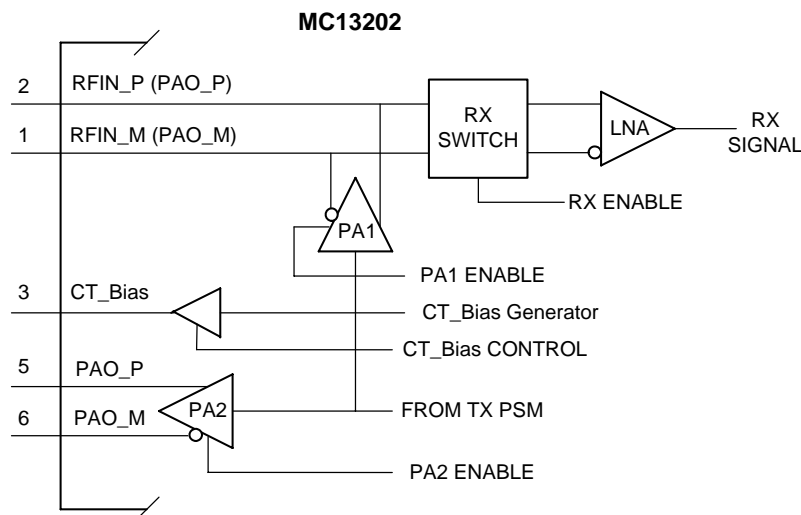 MC13202
2 RFIN_P (PAO_P)
1 RFIN_M (PAO_M)
RX
SWITCH
LNA
RX
SIGNAL
RX ENABLE
PA1
PA1 ENABLE
3 CT_Bias
CT_Bias Generator
CT_Bias CONTROL
5 PAO_P
6 PAO_M
PA2
FROM TX PSM
PA2 ENABLE